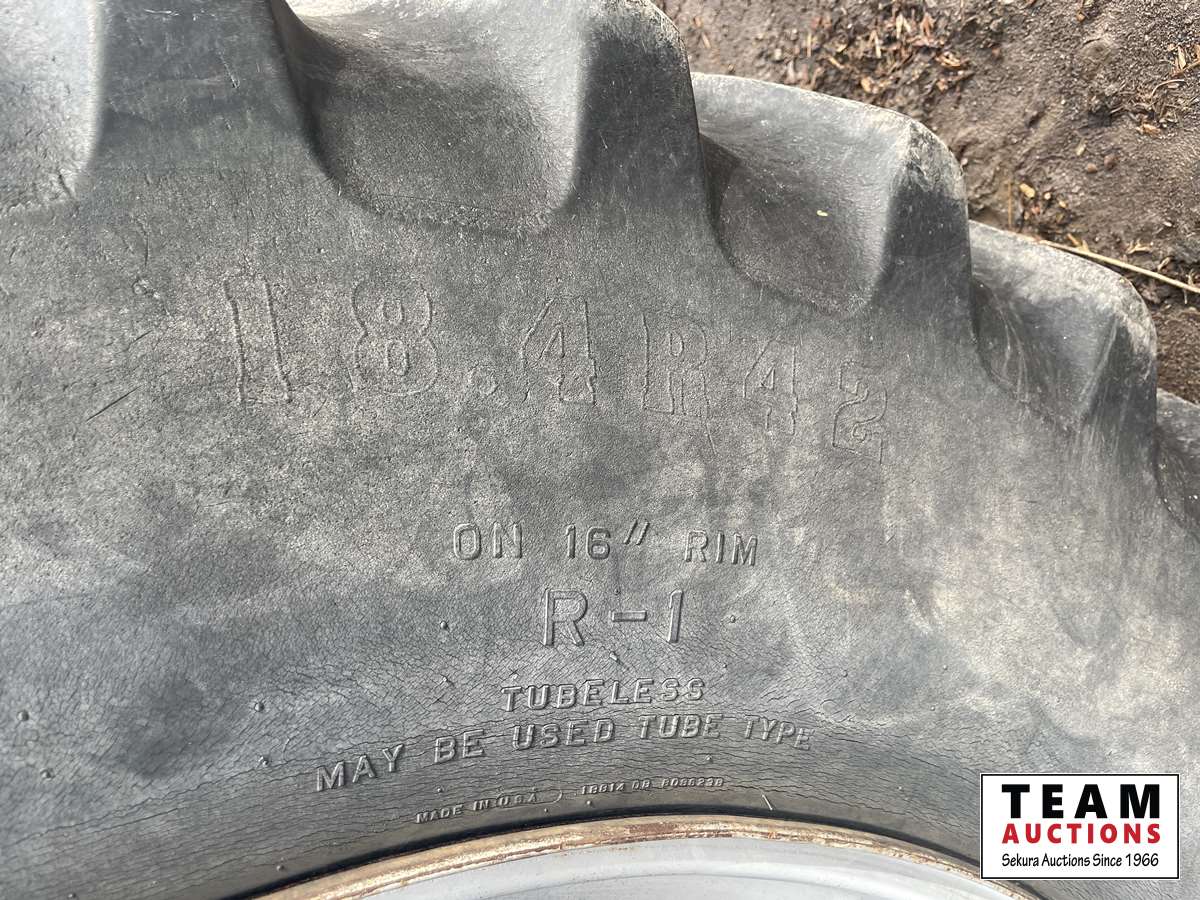 18.4R42
ON 16" RIM
R-1
TUBELESS
MAY BE USED TUBE TYPE
MADE IN U.S.A
TEAM
AUCTIONS
Sekura Auctions Since 1966